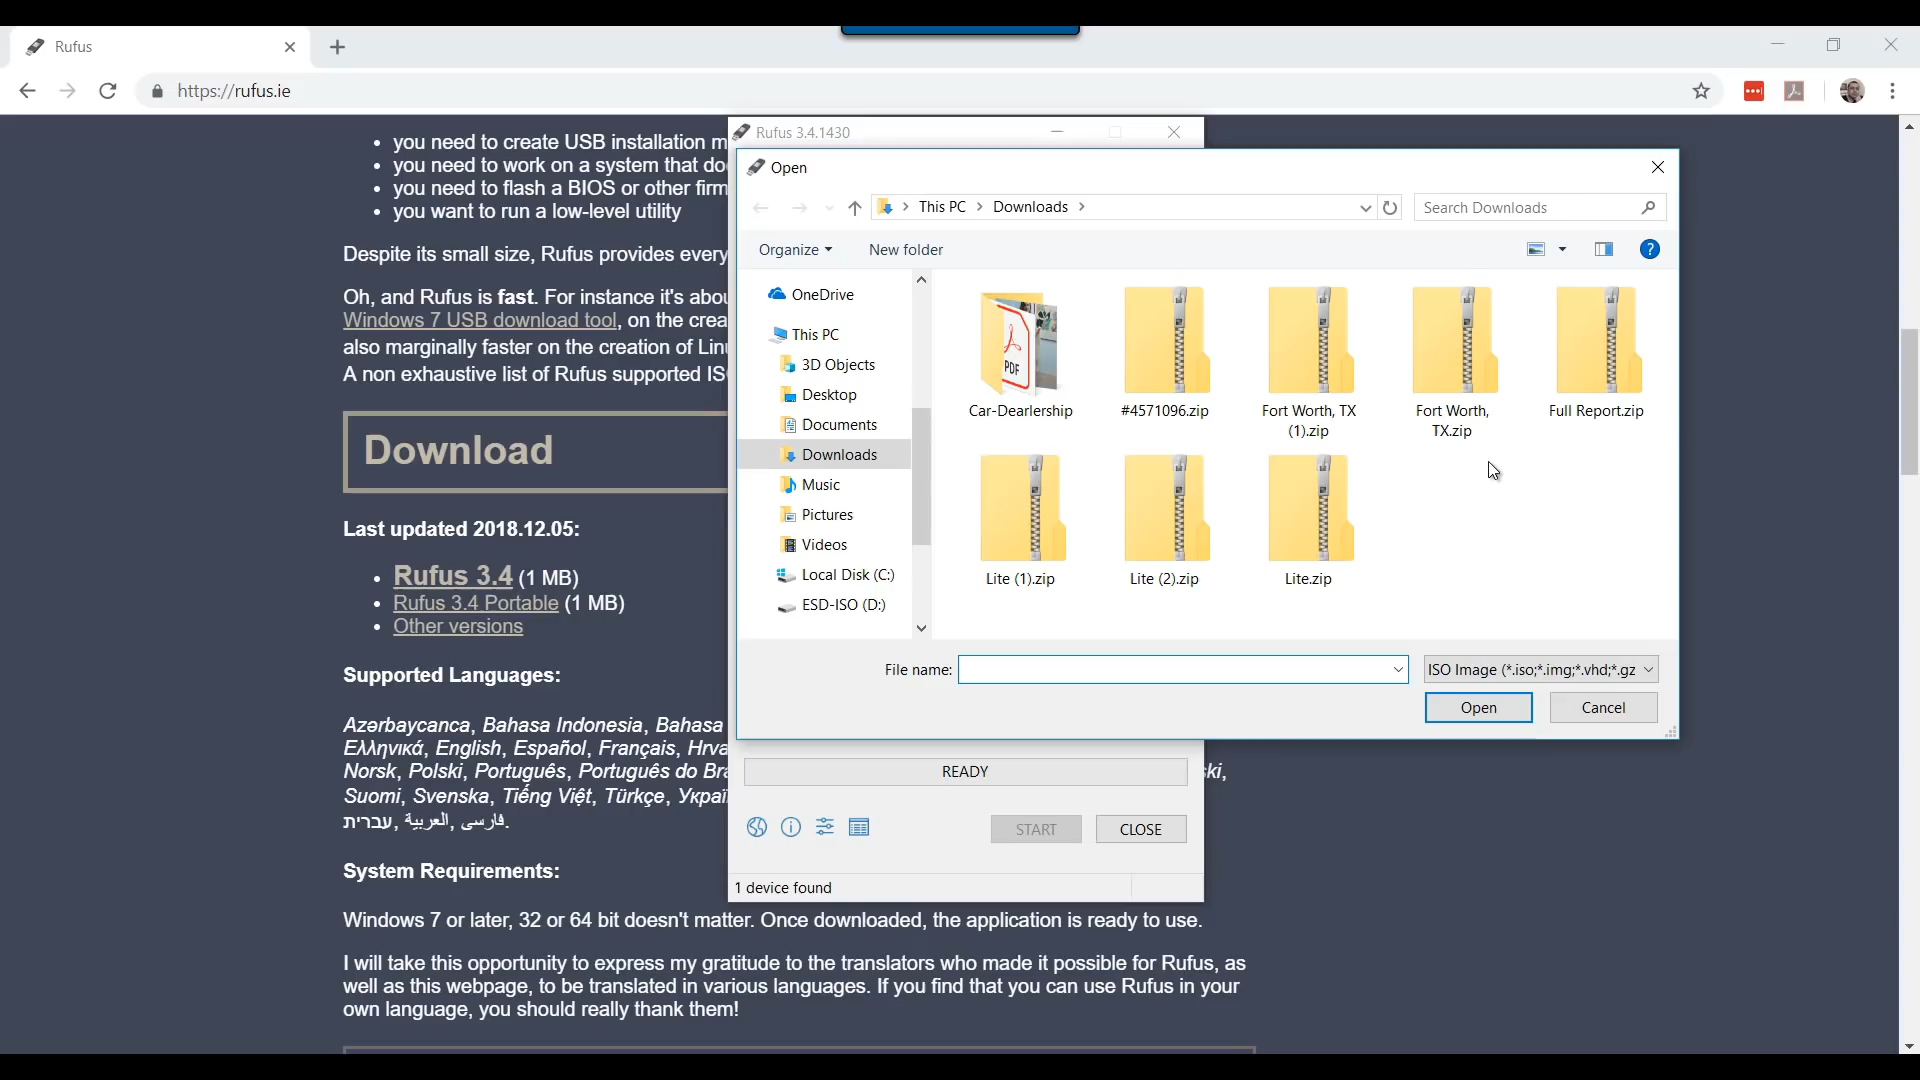 Rufus
https://rufus.ie
you need to create USB installation m
you need to work on a system that do
you need to flash a BIOS or other firm
you want to run a low-level utility
Despite its small size, Rufus provides every
Oh, and Rufus is fast. For instance it's abou
Windows 7 USB download tool, on the crea
also marginally faster on the creation of Lin
A non exhaustive list of Rufus supported IS
Download
Last updated 2018.12.05:
Rufus 3.4 (1 MB)
Rufus 3.4 Portable (1 MB)
Other versions
Supported Languages:
Azərbaycanca, Bahasa Indonesia, Bahasa
Ελληνικά, English, Español, Français, Hrva
Norsk, Polski, Português, Português do Bra
ki,
Suomi, Svenska, Tiếng Việt, Türkçe, Украї
עברית, العربية, فارسی.
System Requirements:
Windows 7 or later, 32 or 64 bit doesn't matter. Once downloaded, the application is ready to use.
I will take this opportunity to express my gratitude to the translators who made it possible for Rufus, as
well as this webpage, to be translated in various languages. If you find that you can use Rufus in your
own language, you should really thank them!
Rufus 3.4.1430
Open
This PC > Downloads >
Search Downloads
Organize
New folder
OneDrive
This PC
3D Objects
Desktop
Documents
Downloads
Music
Pictures
Videos
Local Disk (C:)
ESD-ISO (D:)
PDF
Car-Dearlership
#4571096.zip
Fort Worth, TX
(1).zip
Fort Worth,
TX.zip
Full Report.zip
Lite (1).zip
Lite (2).zip
Lite.zip
File name:
ISO Image (*.iso;*.img;*.vhd;*.gz
Open
Cancel
READY
START
CLOSE
1 device found